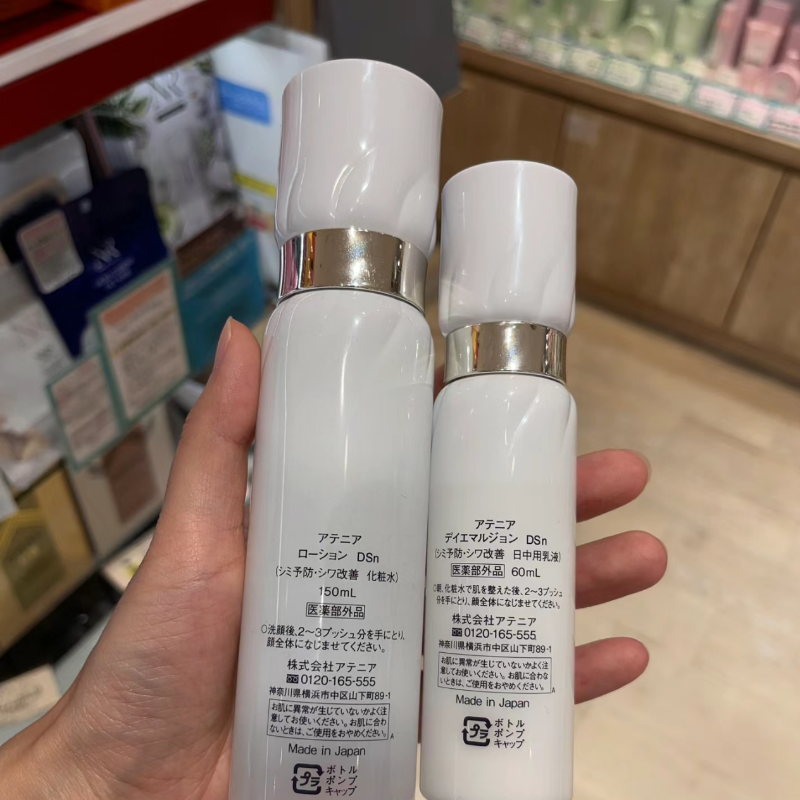 アテニア
ローション DSn
(シミ予防・シワ改善 化粧水)
150mL
医薬部外品
○洗顔後、2〜3プッシュ分を手にとり、
顔全体になじませてください。
株式会社アテニア
0120-165-555
神奈川県横浜市中区山下町89-1
お肌に異常が生じていないかよく注
意してお使いください。お肌に合わ
ないときは、ご使用をおやめください。
Made in Japan
プラ
ボトル
ポンプ
キャップ
アテニア
デイエマルジョン DSn
(シミ予防・シワ改善 日中用乳液)
医薬部外品 60mL
○朝、化粧水で肌を整えた後、2〜3プッシュ
分を手にとり、顔全体になじませてください。
株式会社アテニア
0120-165-555
神奈川県横浜市中区山下町89-1
お肌に異常が生じていないかよく注
意してお使いください。お肌に合わな
いときは、ご使用をおやめください。
Made in Japan
プラ
ボトル
ポンプ
キャップ